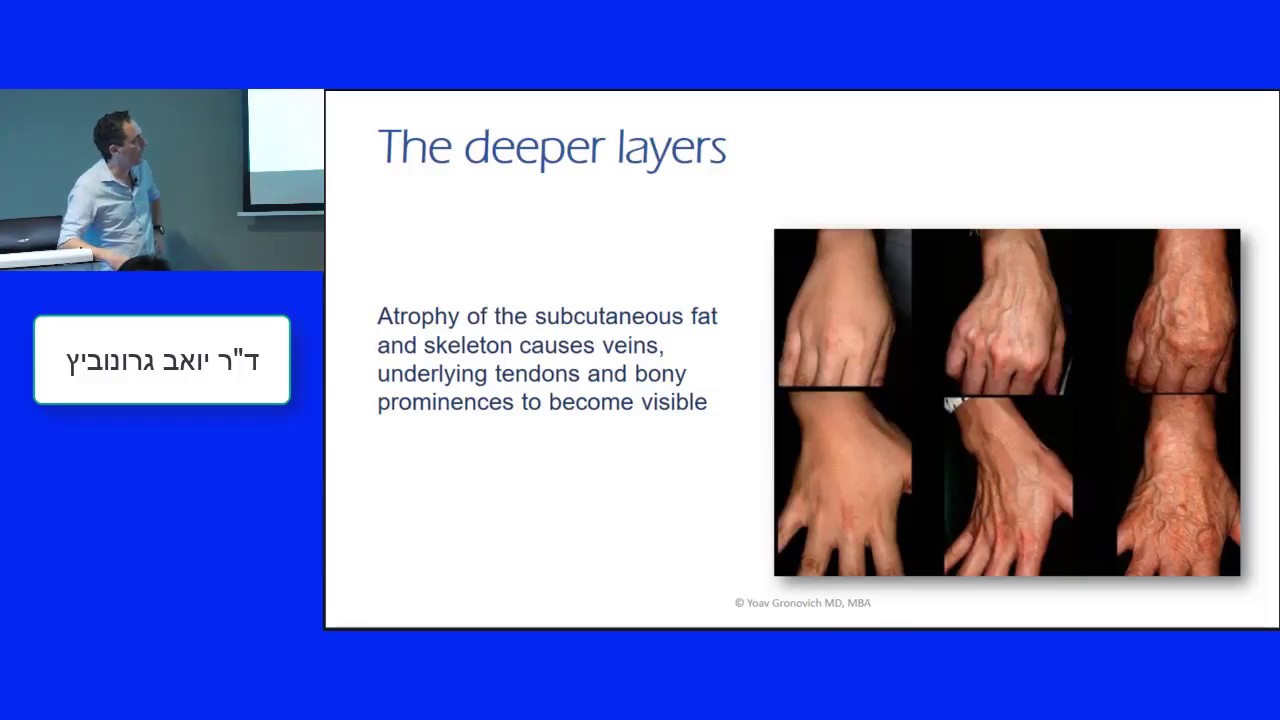 The deeper layers
Atrophy of the subcutaneous fat
and skeleton causes veins,
underlying tendons and bony
prominences to become visible
ד"ר יואב גרונוביץ
© Yoav Gronovich MD, MBA